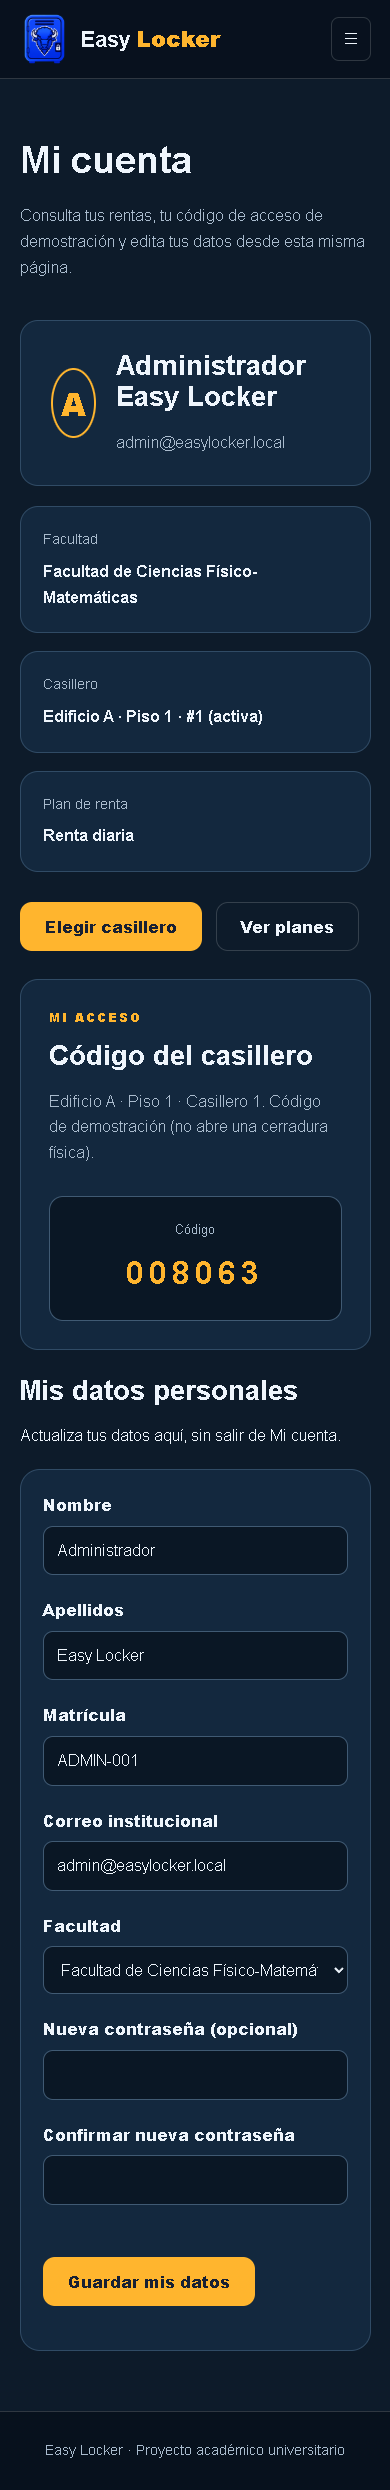 Easy Locker
☰
Mi cuenta
Consulta tus rentas, tu código de acceso de
demostración y edita tus datos desde esta misma
página.
A
Administrador
Easy Locker
admin@easylocker.local
Facultad
Facultad de Ciencias Físico-
Matemáticas
Casillero
Edificio A · Piso 1 · #1 (activa)
Plan de renta
Renta diaria
Elegir casillero
Ver planes
MI ACCESO
Código del casillero
Edificio A · Piso 1 · Casillero 1. Código
de demostración (no abre una cerradura
física).
Código
008063
Mis datos personales
Actualiza tus datos aquí, sin salir de Mi cuenta.
Nombre
Administrador
Apellidos
Easy Locker
Matrícula
ADMIN-001
Correo institucional
admin@easylocker.local
Facultad
Facultad de Ciencias Físico-Matemá
Nueva contraseña (opcional)
Confirmar nueva contraseña
Guardar mis datos
Easy Locker · Proyecto académico universitario